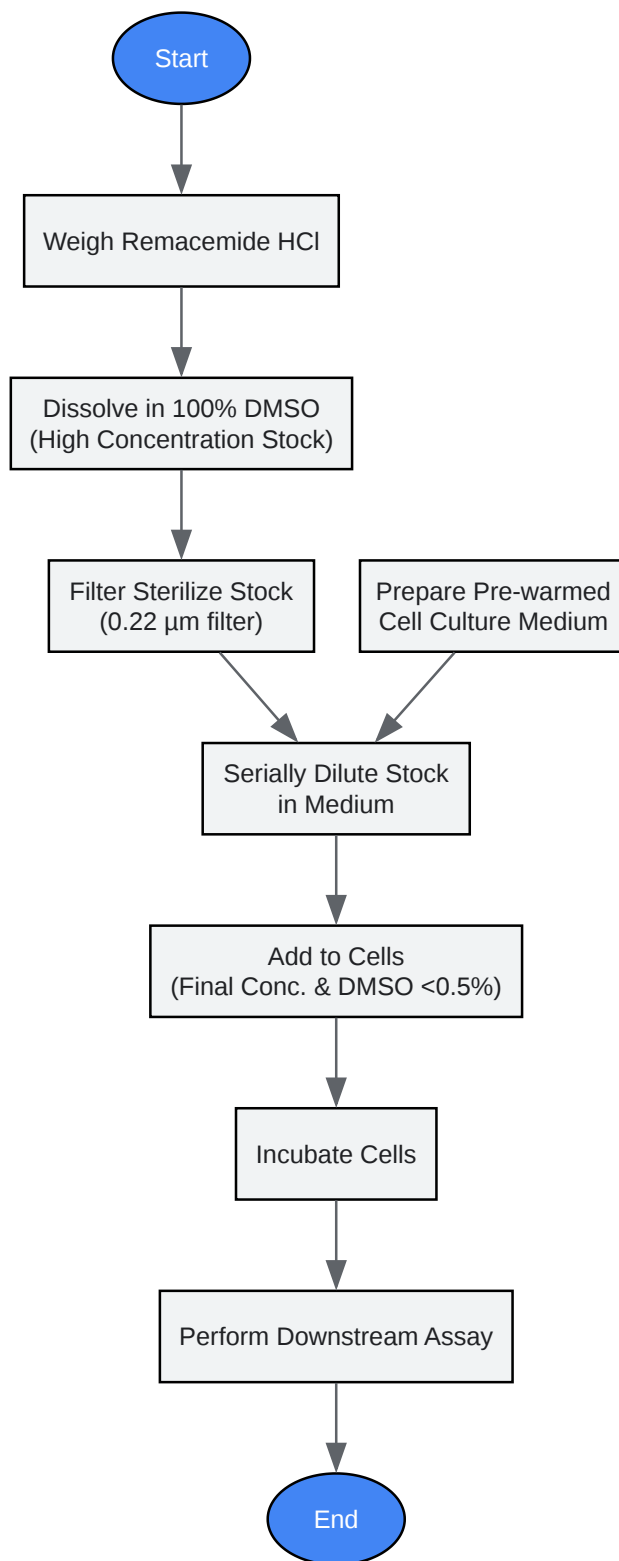 Start
Weigh Remacemide HCl
Dissolve in 100% DMSO
(High Concentration Stock)
Filter Sterilize Stock
(0.22 µm filter)
Prepare Pre-warmed
Cell Culture Medium
Serially Dilute Stock
in Medium
Add to Cells
(Final Conc. & DMSO <0.5%)
Incubate Cells
Perform Downstream Assay
End